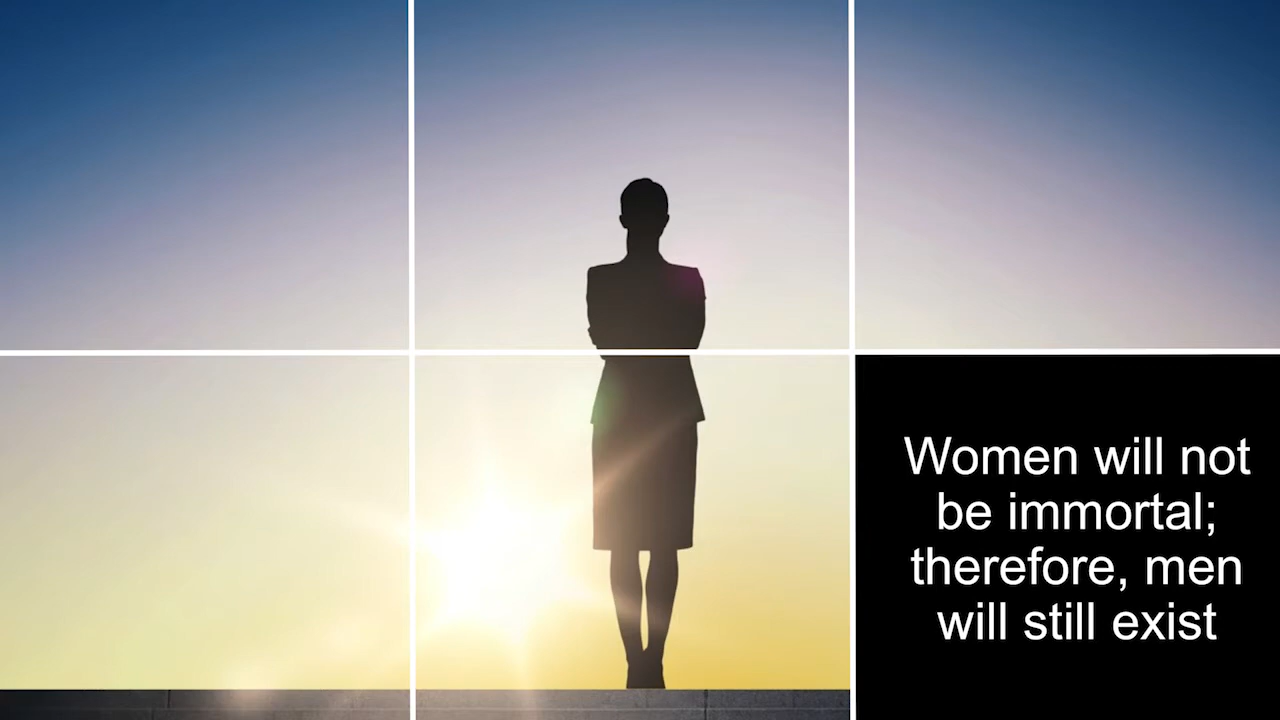 Women will not
be immortal;
therefore, men
will still exist